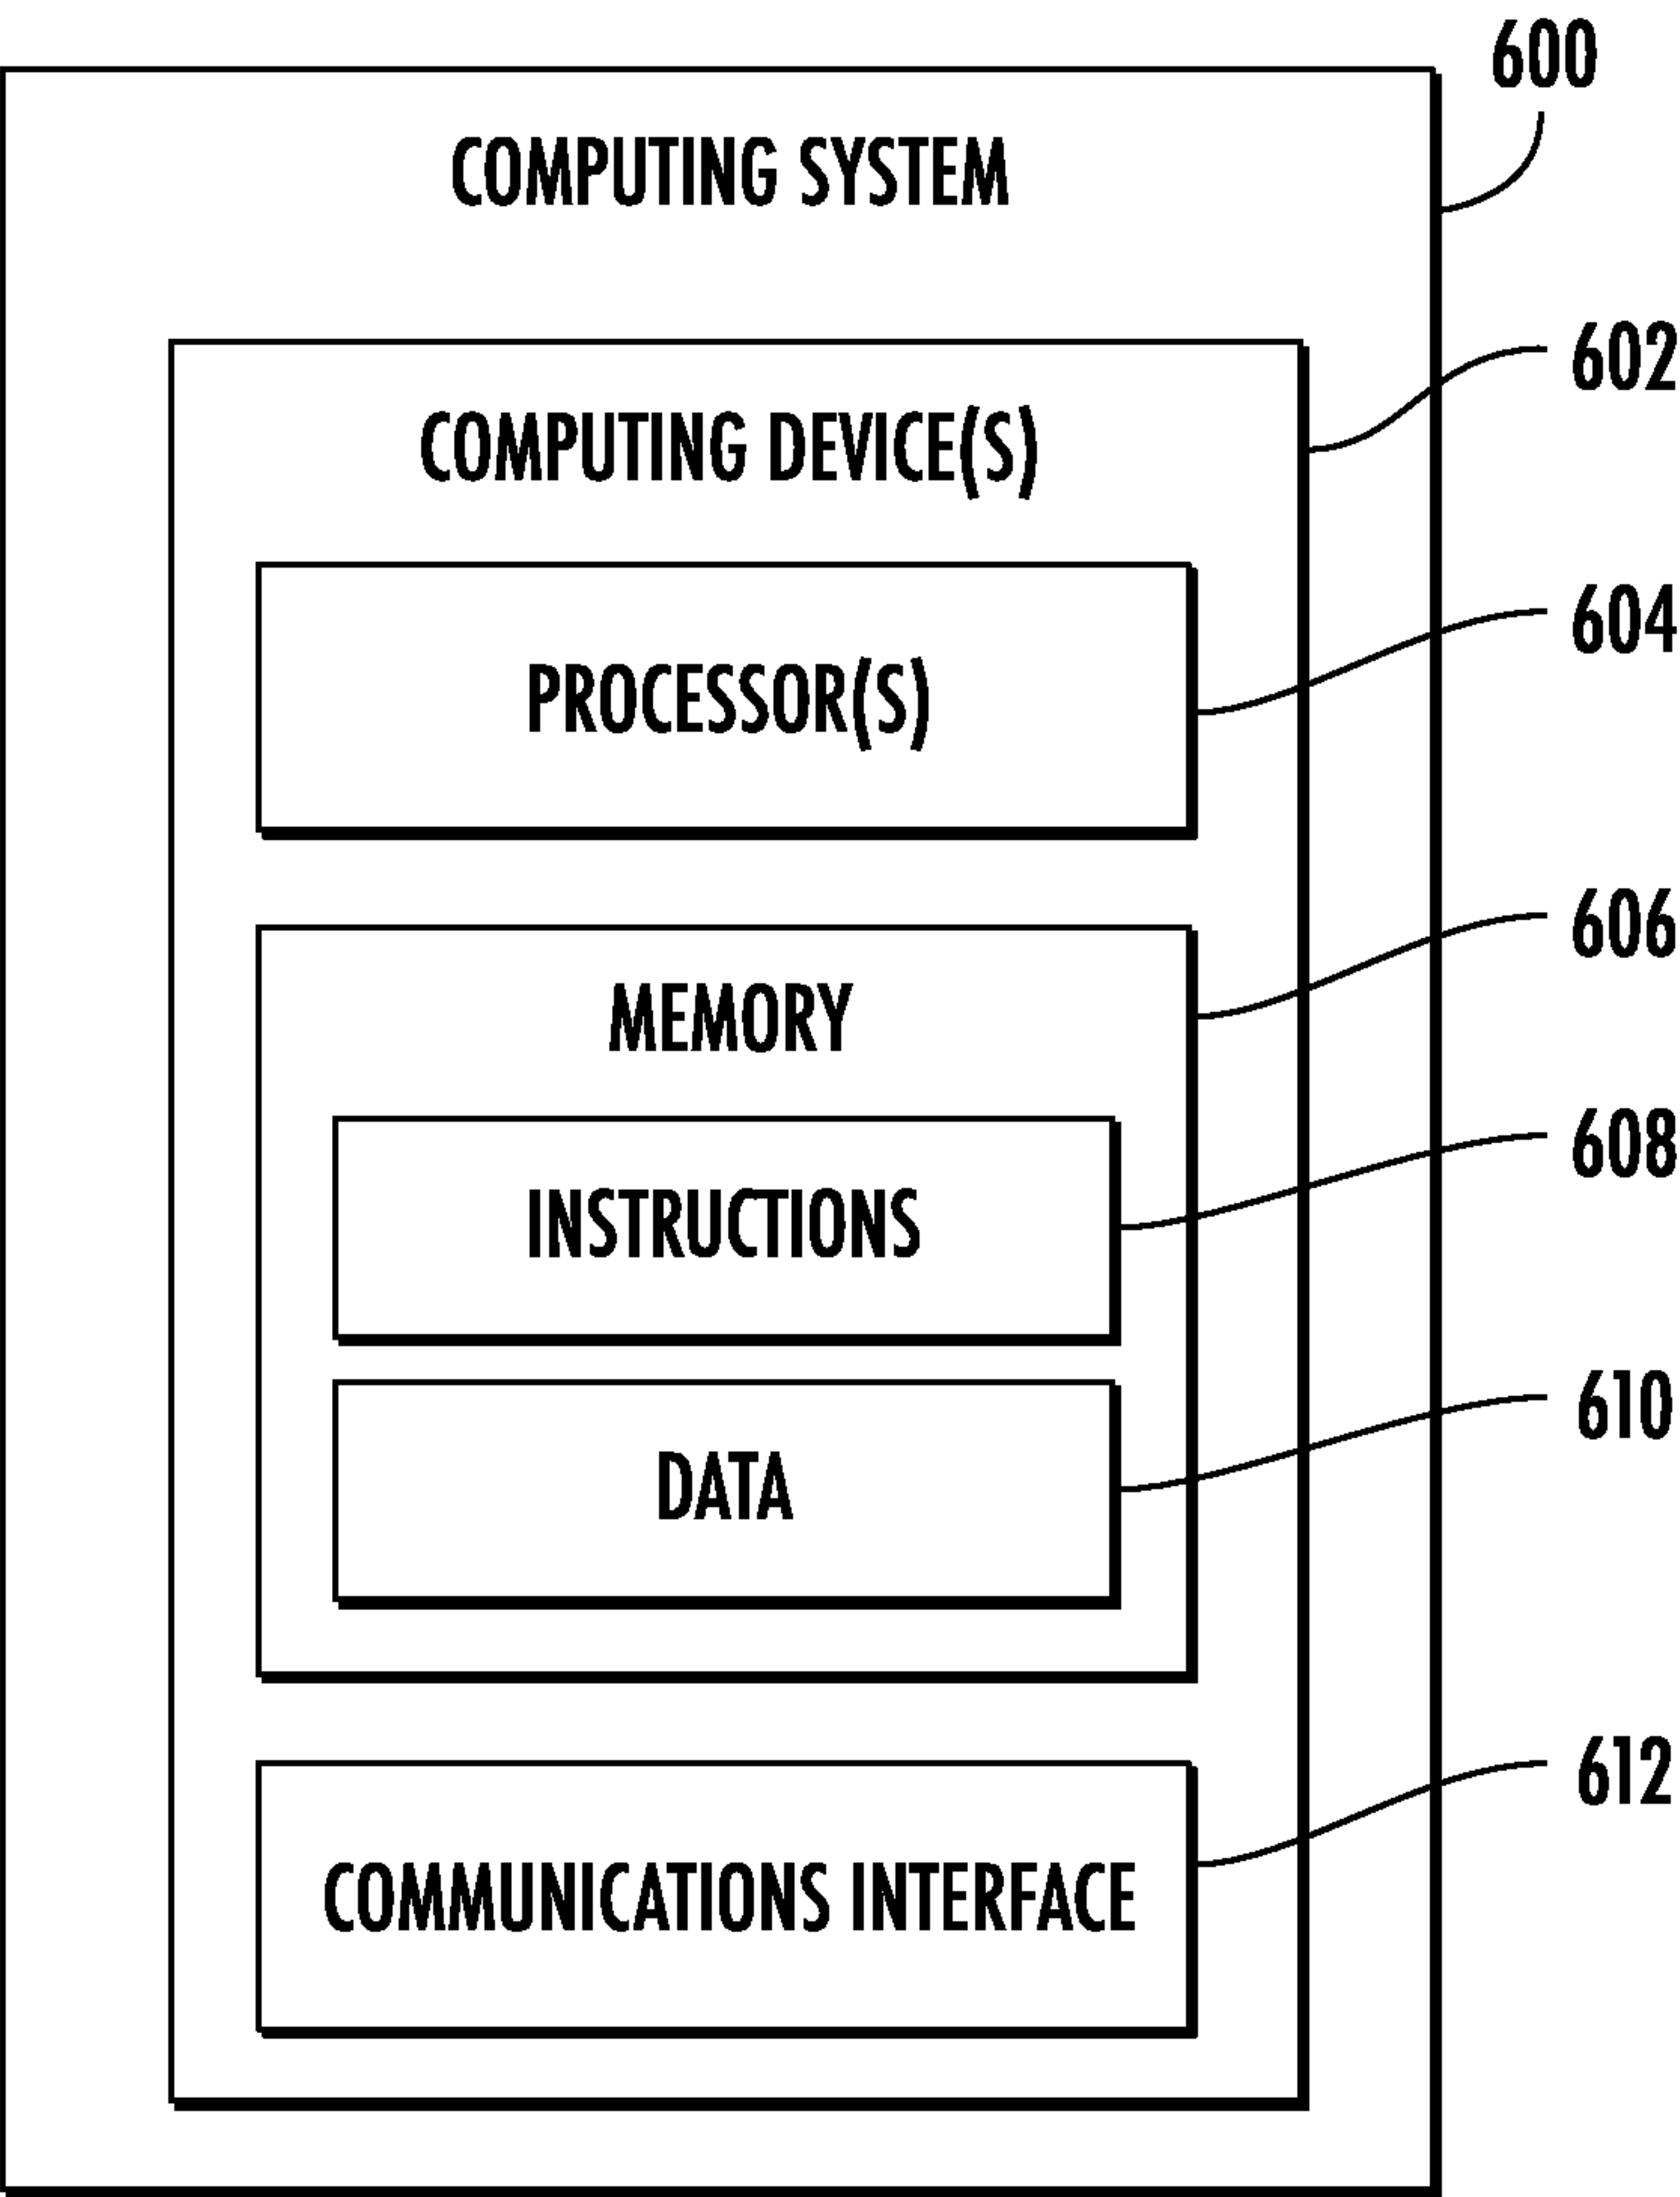 600
COMPUTING SYSTEM
602
COMPUTING DEVICE(S)
604
PROCESSOR(S)
606
MEMORY
608
INSTRUCTIONS
610
DATA
612
COMMUNICATIONS INTERFACE